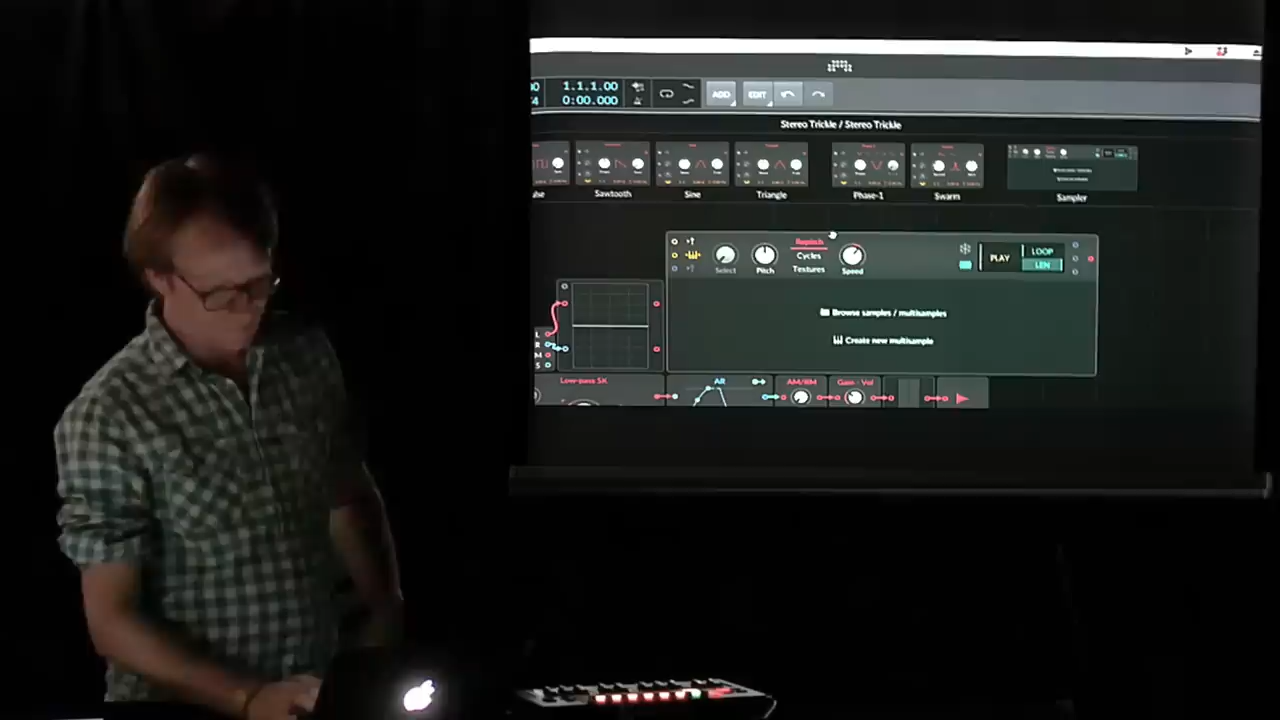 1.1.1.00
0:00.000
ADD
EDIT
Stereo Trickle / Stereo Trickle
Sawtooth
Sine
Triangle
Phase-1
Swarm
Sampler
Repitch
Cycles
Textures
Select
Pitch
Speed
PLAY
LOOP
LEN
Browse samples / multisamples
Create new multisample
L
R
M
S
Low-pass SK
AR
AM/RM
Gain - Vol